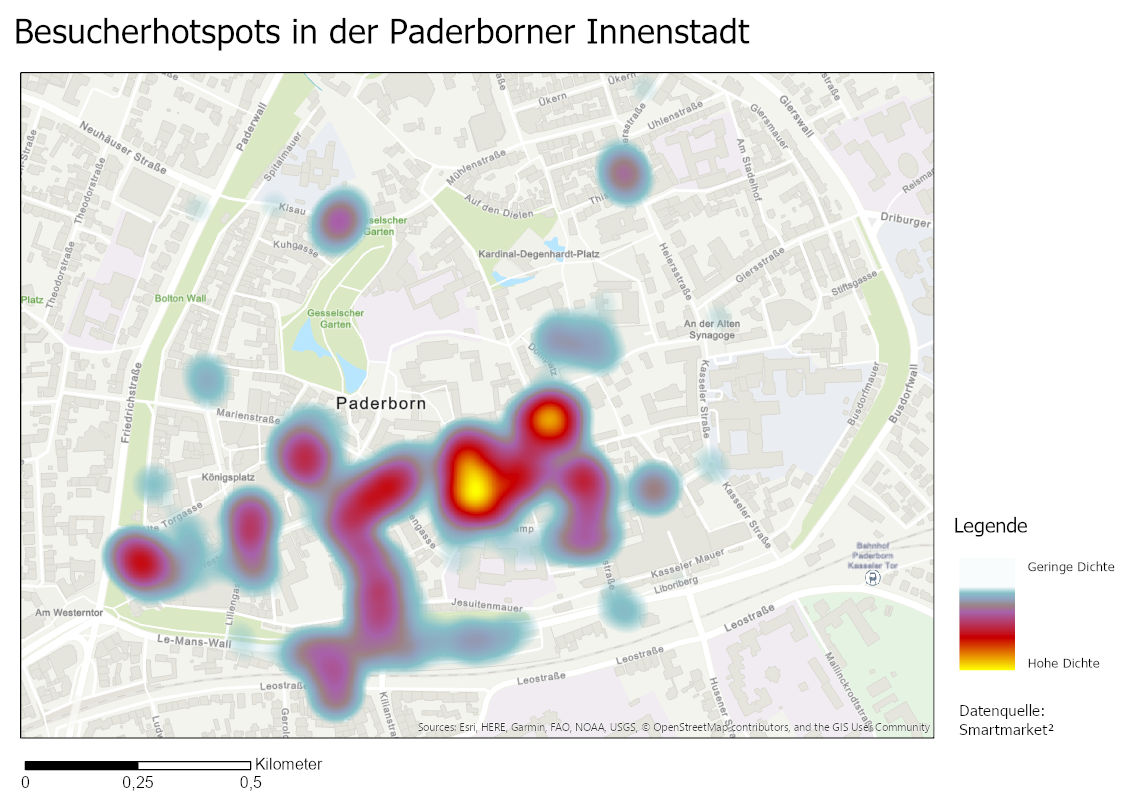 Besucherhotspots in der Paderborner Innenstadt
Ükern
Ükern
Neuhäuser Straße
Paderwall
Spitalmauer
Uhlenstraße
Gierswall
Giersmauer
Am Stadelhof
Mühlenstraße
Theodorstraße
Theodorstraße
Kisau
Auf den Dielen
Kuhgasse
Garten
Driburger
Kardinal-Degenhardt-Platz
Heiersstraße
Giersstraße
Stiftsgasse
Platz
Bolton Wall
Gesselscher
Garten
An der Alten
Synagoge
Friedrichstraße
Marienstraße
Paderborn
Kasseler Straße
Busdorfmauer
Busdorfwall
Königsplatz
Kasseler Straße
Kasseler Mauer
Liboriberg
Jesuitenmauer
Am Westerntor
Le-Mans-Wall
Leostraße
Leostraße
Leostraße
Bahnhof
Paderborn
Kasseler Tor
Mallinckrodtstraße
Sources: Esri, HERE, Garmin, FAO, NOAA, USGS, © OpenStreetMap contributors, and the GIS User Community
Legende
Geringe Dichte
Hohe Dichte
Datenquelle:
Smartmarket²
Kilometer
0 0,25 0,5